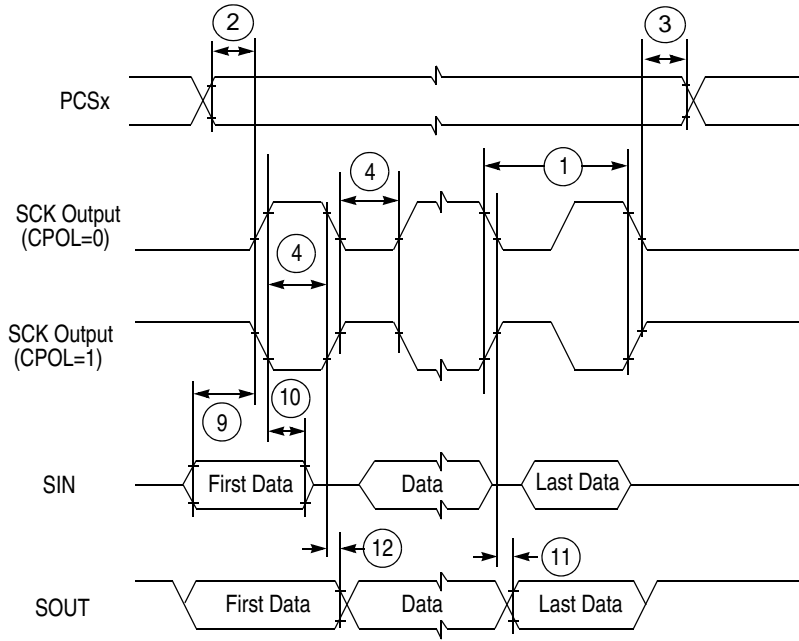 2
3
PCSx
1
4
SCK Output
(CPOL=0)
4
SCK Output
(CPOL=1)
10
9
SIN
First Data
Data
Last Data
12
11
SOUT
First Data
Data
Last Data